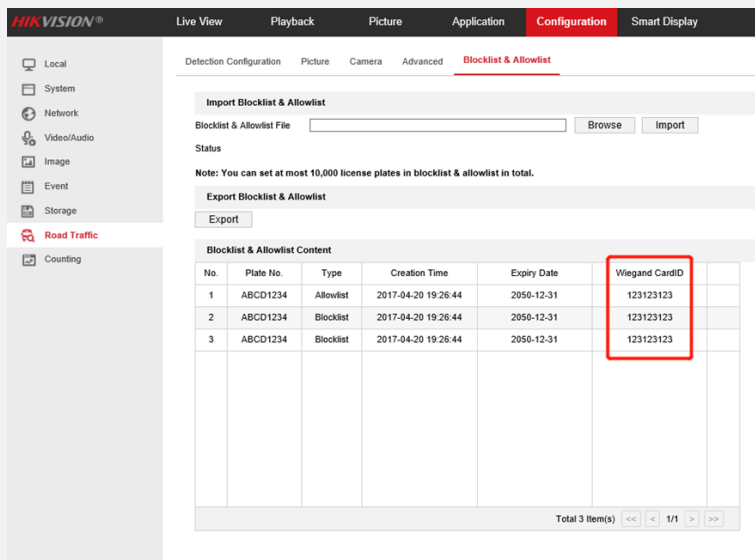 HIKVISION®
Live View Playback Picture Application Configuration Smart Display
Local
System
Network
Video/Audio
Image
Event
Storage
Road Traffic
Counting
Detection Configuration Picture Camera Advanced Blocklist & Allowlist
Import Blocklist & Allowlist
Blocklist & Allowlist File Browse Import
Status
Note: You can set at most 10,000 license plates in blocklist & allowlist in total.
Export Blocklist & Allowlist
Export
Blocklist & Allowlist Content
No. Plate No. Type Creation Time Expiry Date Wiegand CardID
1 ABCD1234 Allowlist 2017-04-20 19:26:44 2050-12-31 123123123
2 ABCD1234 Blocklist 2017-04-20 19:26:44 2050-12-31 123123123
3 ABCD1234 Blocklist 2017-04-20 19:26:44 2050-12-31 123123123
Total 3 Item(s) << < 1/1 > >>